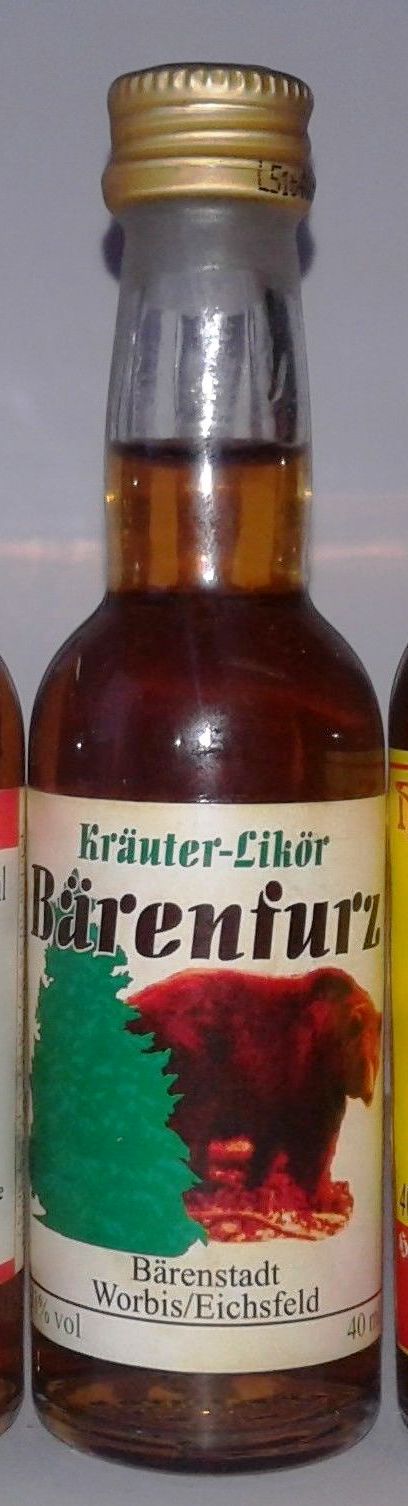 Kräuter-Likör
Bärenfurz
Bärenstadt
Worbis/Eichsfeld
% vol
40